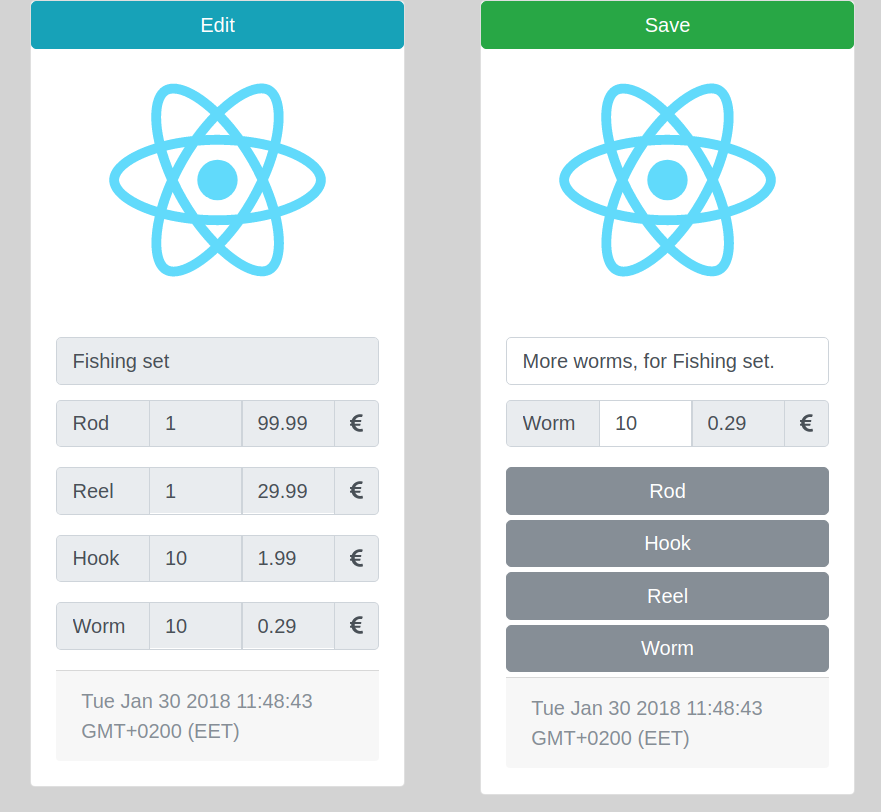 Edit
Fishing set
Rod 1 99.99 €
Reel 1 29.99 €
Hook 10 1.99 €
Worm 10 0.29 €
Tue Jan 30 2018 11:48:43
GMT+0200 (EET)
Save
More worms, for Fishing set.
Worm 10 0.29 €
Rod
Hook
Reel
Worm
Tue Jan 30 2018 11:48:43
GMT+0200 (EET)